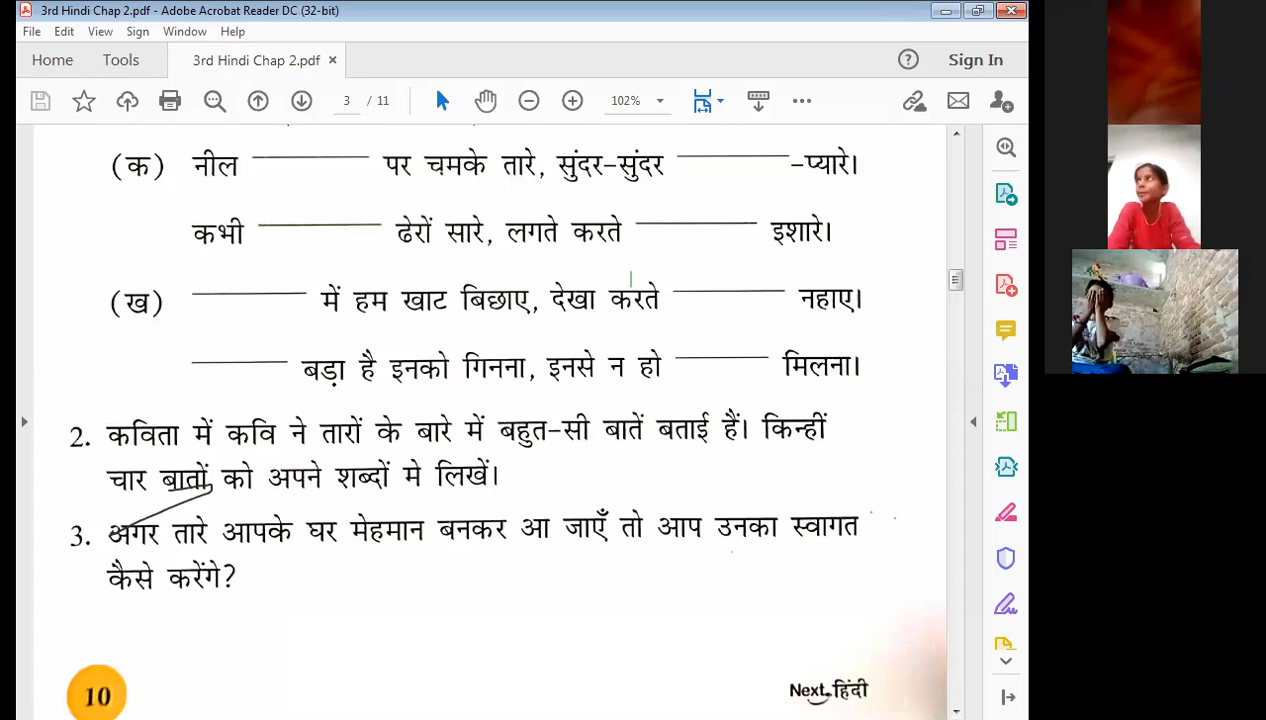 3rd Hindi Chap 2.pdf - Adobe Acrobat Reader DC (32-bit)
File Edit View Sign Window Help
Home Tools 3rd Hindi Chap 2.pdf × Sign In
3 / 11 102%
(क) नील ________ पर चमके तारे, सुंदर-सुंदर ________ -प्यारे।
कभी ________ ढेरों सारे, लगते करते ________ इशारे।
(ख) ________ में हम खाट बिछाए, देखा करते ________ नहाए।
________ बड़ा है इनको गिनना, इनसे न हो ________ मिलना।
2. कविता में कवि ने तारों के बारे में बहुत-सी बातें बताई हैं। किन्हीं
चार बातों को अपने शब्दों मे लिखें।
3. अगर तारे आपके घर मेहमान बनकर आ जाएँ तो आप उनका स्वागत
कैसे करेंगे?
10
Next हिंदी